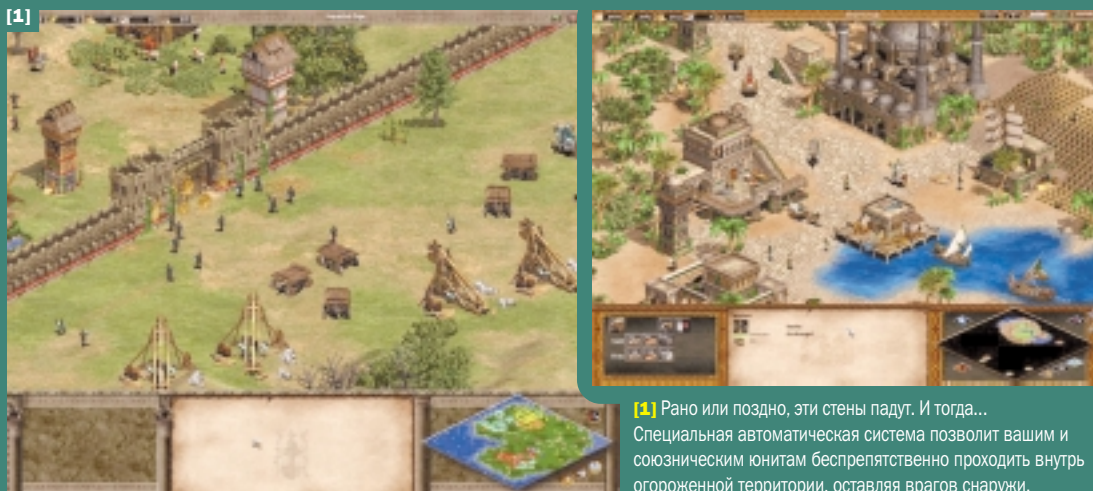 [1]
[1] Рано или поздно, эти стены падут. И тогда...
Специальная автоматическая система позволит вашим и
союзническим юнитам беспрепятственно проходить внутрь
огороженной территории, оставляя врагов снаружи.